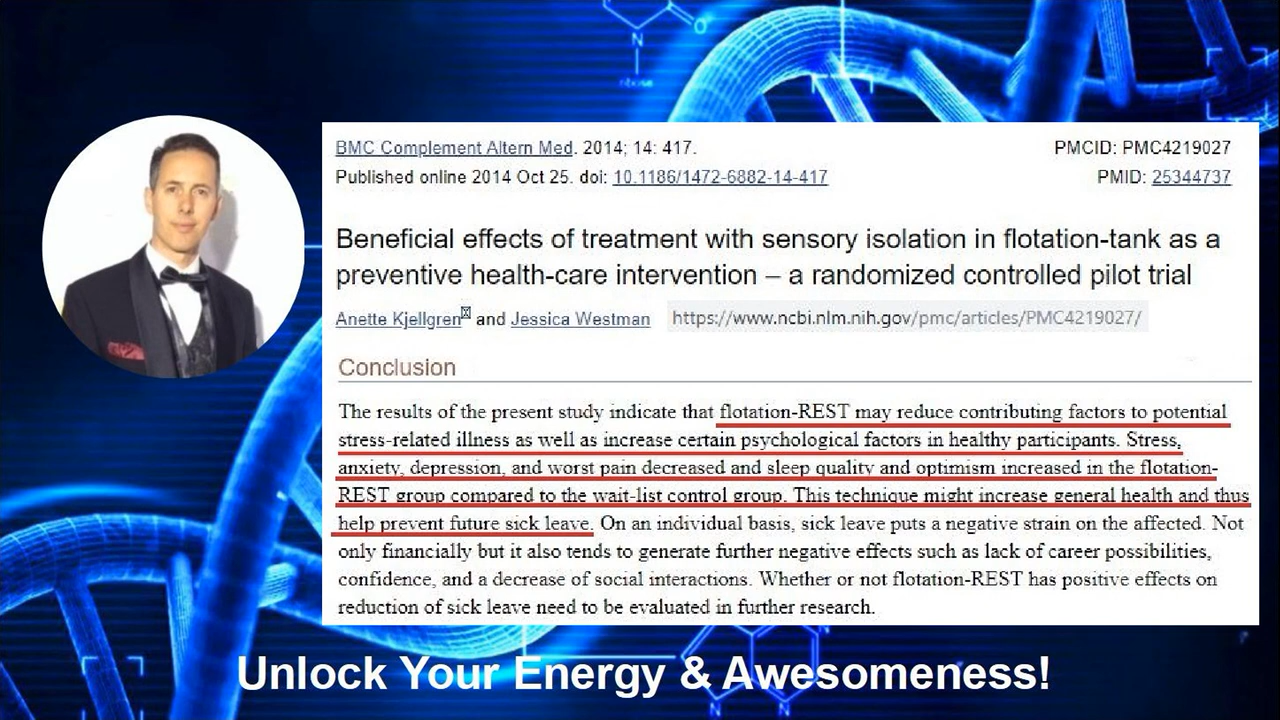 BMC Complement Altern Med. 2014; 14: 417.
PMCID: PMC4219027
Published online 2014 Oct 25. doi: 10.1186/1472-6882-14-417
PMID: 25344737
Beneficial effects of treatment with sensory isolation in flotation-tank as a
preventive health-care intervention – a randomized controlled pilot trial
Anette Kjellgren and Jessica Westman
https://www.ncbi.nlm.nih.gov/pmc/articles/PMC4219027/
Conclusion
The results of the present study indicate that flotation-REST may reduce contributing factors to potential
stress-related illness as well as increase certain psychological factors in healthy participants. Stress,
anxiety, depression, and worst pain decreased and sleep quality and optimism increased in the flotation-
REST group compared to the wait-list control group. This technique might increase general health and thus
help prevent future sick leave. On an individual basis, sick leave puts a negative strain on the affected. Not
only financially but it also tends to generate further negative effects such as lack of career possibilities,
confidence, and a decrease of social interactions. Whether or not flotation-REST has positive effects on
reduction of sick leave need to be evaluated in further research.
Unlock Your Energy & Awesomeness!
O
N
N
N